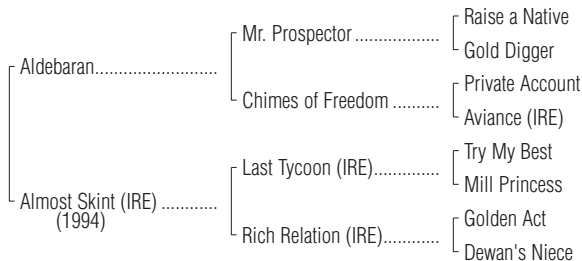 Raise a Native
Mr. Prospector ..................
Gold Digger
Aldebaran..........................
Private Account
Chimes of Freedom ..........
Aviance (IRE)
Try My Best
Last Tycoon (IRE)..............
Mill Princess
Almost Skint (IRE) ............
(1994)
Golden Act
Rich Relation (IRE)............
Dewan's Niece